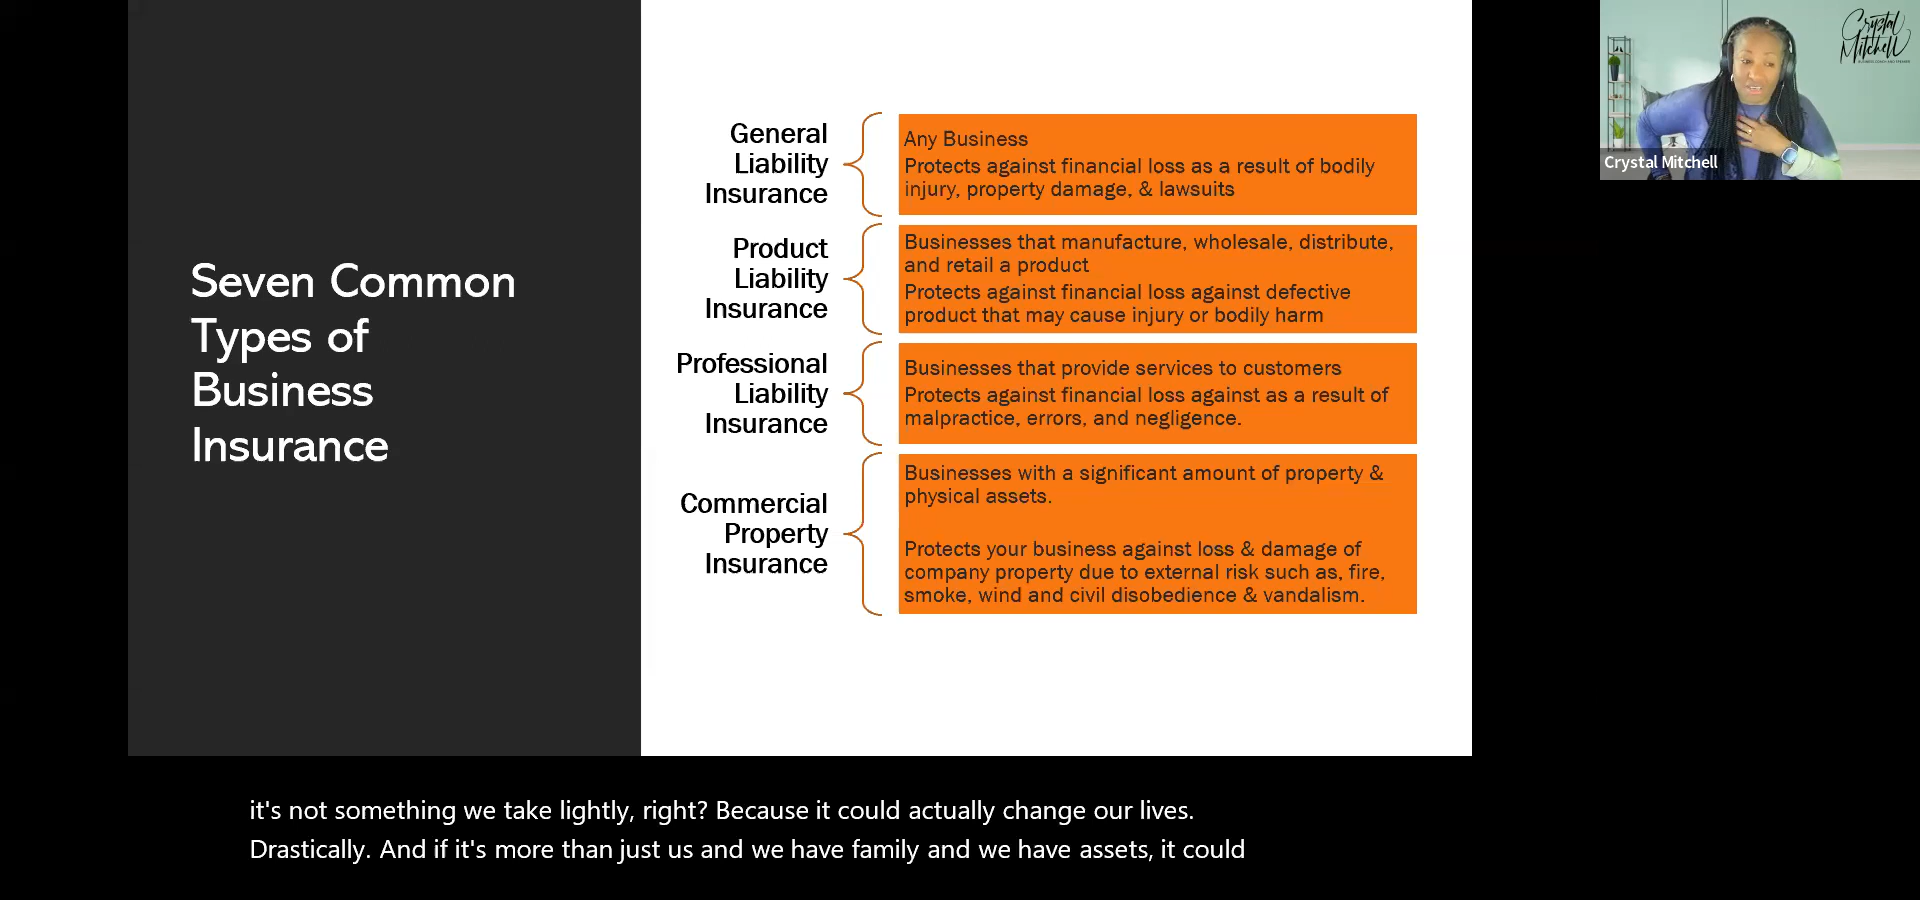 Seven Common
Types of
Business
Insurance
General
Liability
Insurance
Any Business
Protects against financial loss as a result of bodily
injury, property damage, & lawsuits
Product
Liability
Insurance
Businesses that manufacture, wholesale, distribute,
and retail a product
Protects against financial loss against defective
product that may cause injury or bodily harm
Professional
Liability
Insurance
Businesses that provide services to customers
Protects against financial loss against as a result of
malpractice, errors, and negligence.
Commercial
Property
Insurance
Businesses with a significant amount of property &
physical assets.
Protects your business against loss & damage of
company property due to external risk such as, fire,
smoke, wind and civil disobedience & vandalism.
Crystal
Mitchell
Crystal Mitchell
it's not something we take lightly, right? Because it could actually change our lives.
Drastically. And if it's more than just us and we have family and we have assets, it could